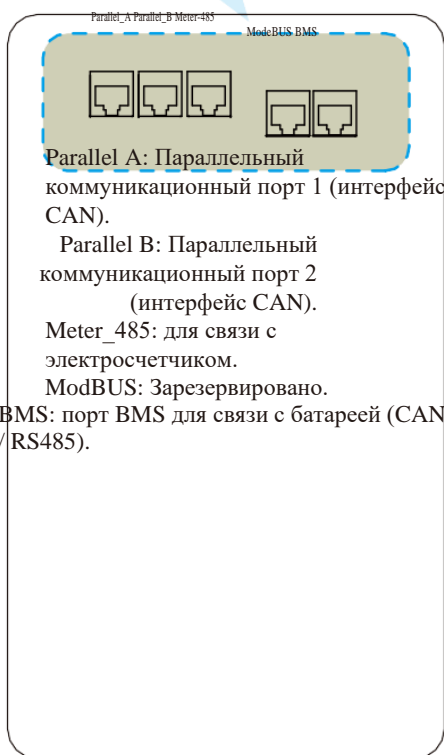 Parallel_A Parallel_B Meter-485
ModeBUS BMS
Parallel A: Параллельный
коммуникационный порт 1 (интерфейс
CAN).
Parallel B: Параллельный
коммуникационный порт 2
(интерфейс CAN).
Meter_485: для связи с
электросчетчиком.
ModBUS: Зарезервировано.
BMS: порт BMS для связи с батареей (CAN
/ RS485).